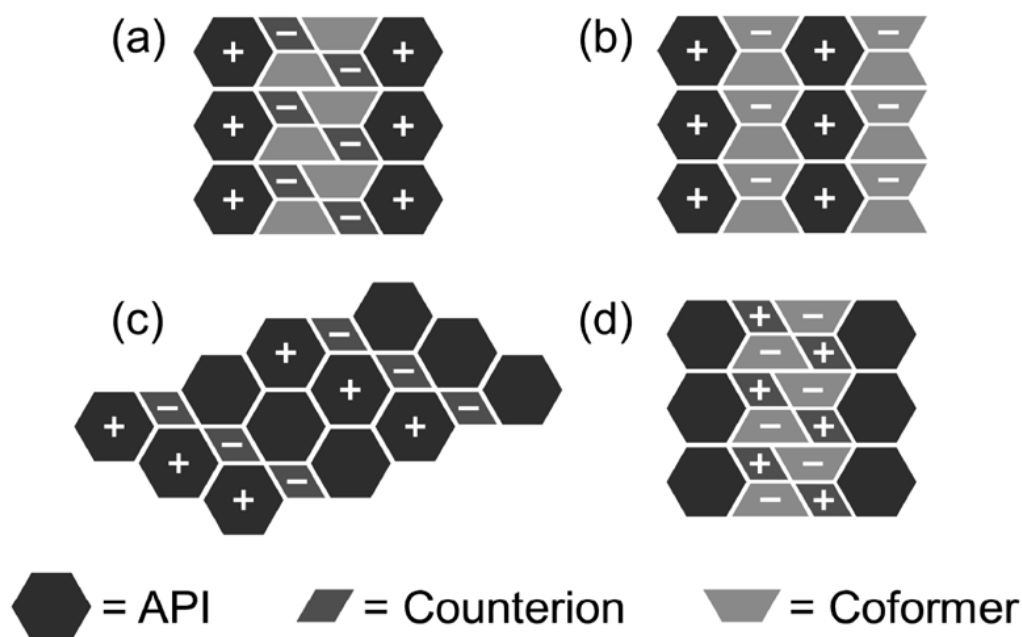 (a)
+ − +
− +
+ − +
−
+ − +
−
(b)
− −
+ +
− −
+ +
− −
+ +
(c)
−
+ −
+ − + −
+ − +
+ −
(d)
+ −
− +
+ −
− +
+ −
− +
= API = Counterion = Coformer